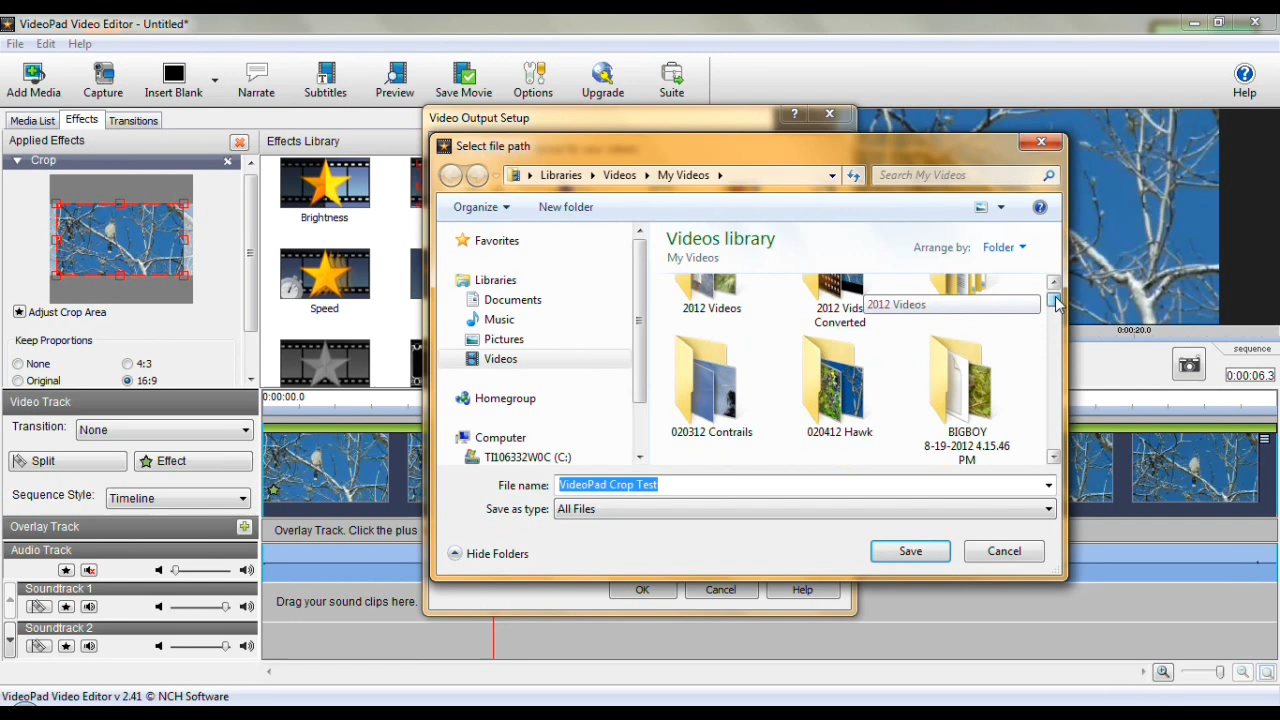 VideoPad Video Editor - Untitled*
File Edit Help
Add Media Capture Insert Blank Narrate Subtitles Preview Save Movie Options Upgrade Suite Help
Media List Effects Transitions
Applied Effects
Crop
Adjust Crop Area
Keep Proportions
None 4:3
Original 16:9
Effects Library
Brightness
Speed
Video Output Setup
Select file path
Libraries Videos My Videos
Search My Videos
Organize New folder
Favorites
Libraries
Documents
Music
Pictures
Videos
Homegroup
Computer
TI106332W0C (C:)
Videos library
My Videos
Arrange by: Folder
2012 Videos
2012 Vids
Converted
2012 Videos
020312 Contrails
020412 Hawk
BIGBOY
8-19-2012 4.15.46
PM
File name: VideoPad Crop Test
Save as type: All Files
Hide Folders
Save Cancel
OK Cancel Help
0:00:20.0
sequence
0:00:06.3
Video Track
0:00:00.0
Transition: None
Split Effect
Sequence Style: Timeline
Overlay Track
Overlay Track. Click the plus
Audio Track
Soundtrack 1
Drag your sound clips here.
Soundtrack 2
VideoPad Video Editor v 2.41 © NCH Software